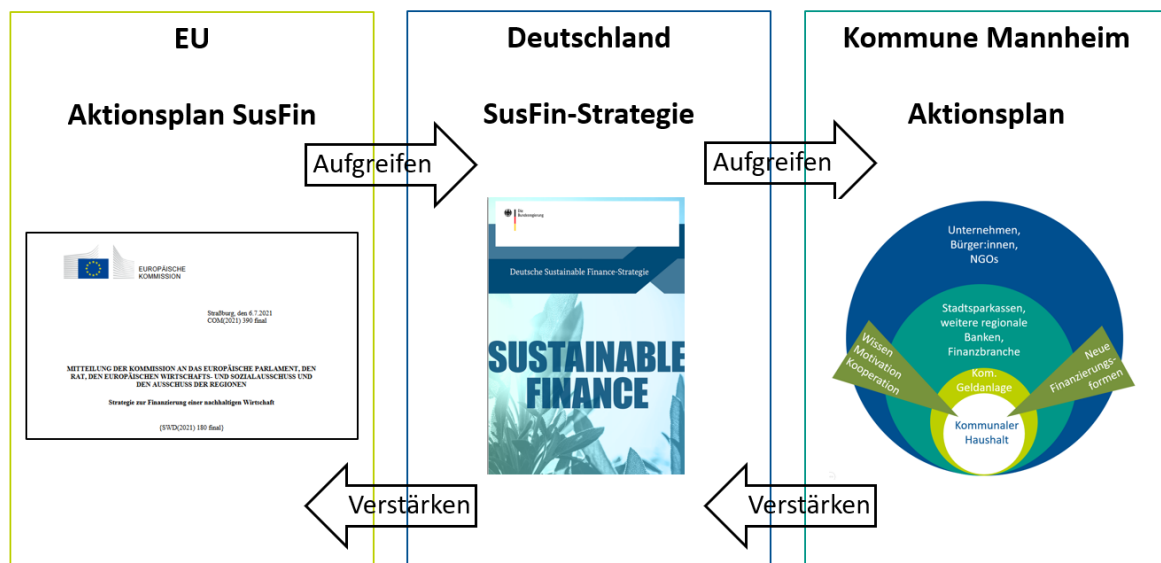 EU
Aktionsplan SusFin
Aufgreifen
EUROPÄISCHE
KOMMISSION
Straßburg, den 6.7.2021
COM(2021) 390 final
MITTEILUNG DER KOMMISSION AN DAS EUROPÄISCHE PARLAMENT, DEN
RAT, DEN EUROPÄISCHEN WIRTSCHAFTS- UND SOZIALAUSSCHUSS UND
DEN AUSSCHUSS DER REGIONEN
Strategie zur Finanzierung einer nachhaltigen Wirtschaft
{SWD(2021) 180 final}
Verstärken
Deutschland
SusFin-Strategie
Aufgreifen
Die
Bundesregierung
Deutsche Sustainable Finance-Strategie
SUSTAINABLE
FINANCE
Verstärken
Kommune Mannheim
Aktionsplan
Unternehmen,
Bürger:innen,
NGOs
Stadtsparkassen,
weitere regionale
Banken,
Finanzbranche
Wissen
Motivation
Kooperation
Neue
Finanzierungs-
formen
Kom.
Geldanlage
Kommunaler
Haushalt